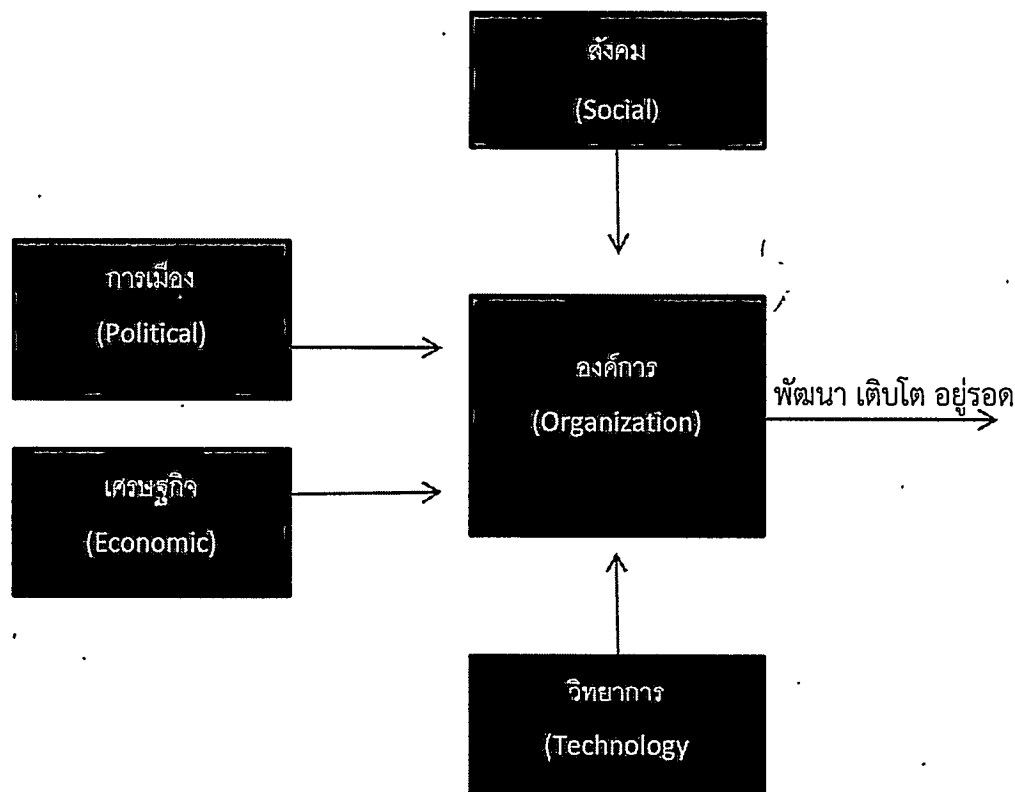 สังคม
(Social)
การเมือง
(Political)
องค์การ
(Organization)
พัฒนา เติบโต อยู่รอด
เศรษฐกิจ
(Economic)
วิทยาการ
(Technology